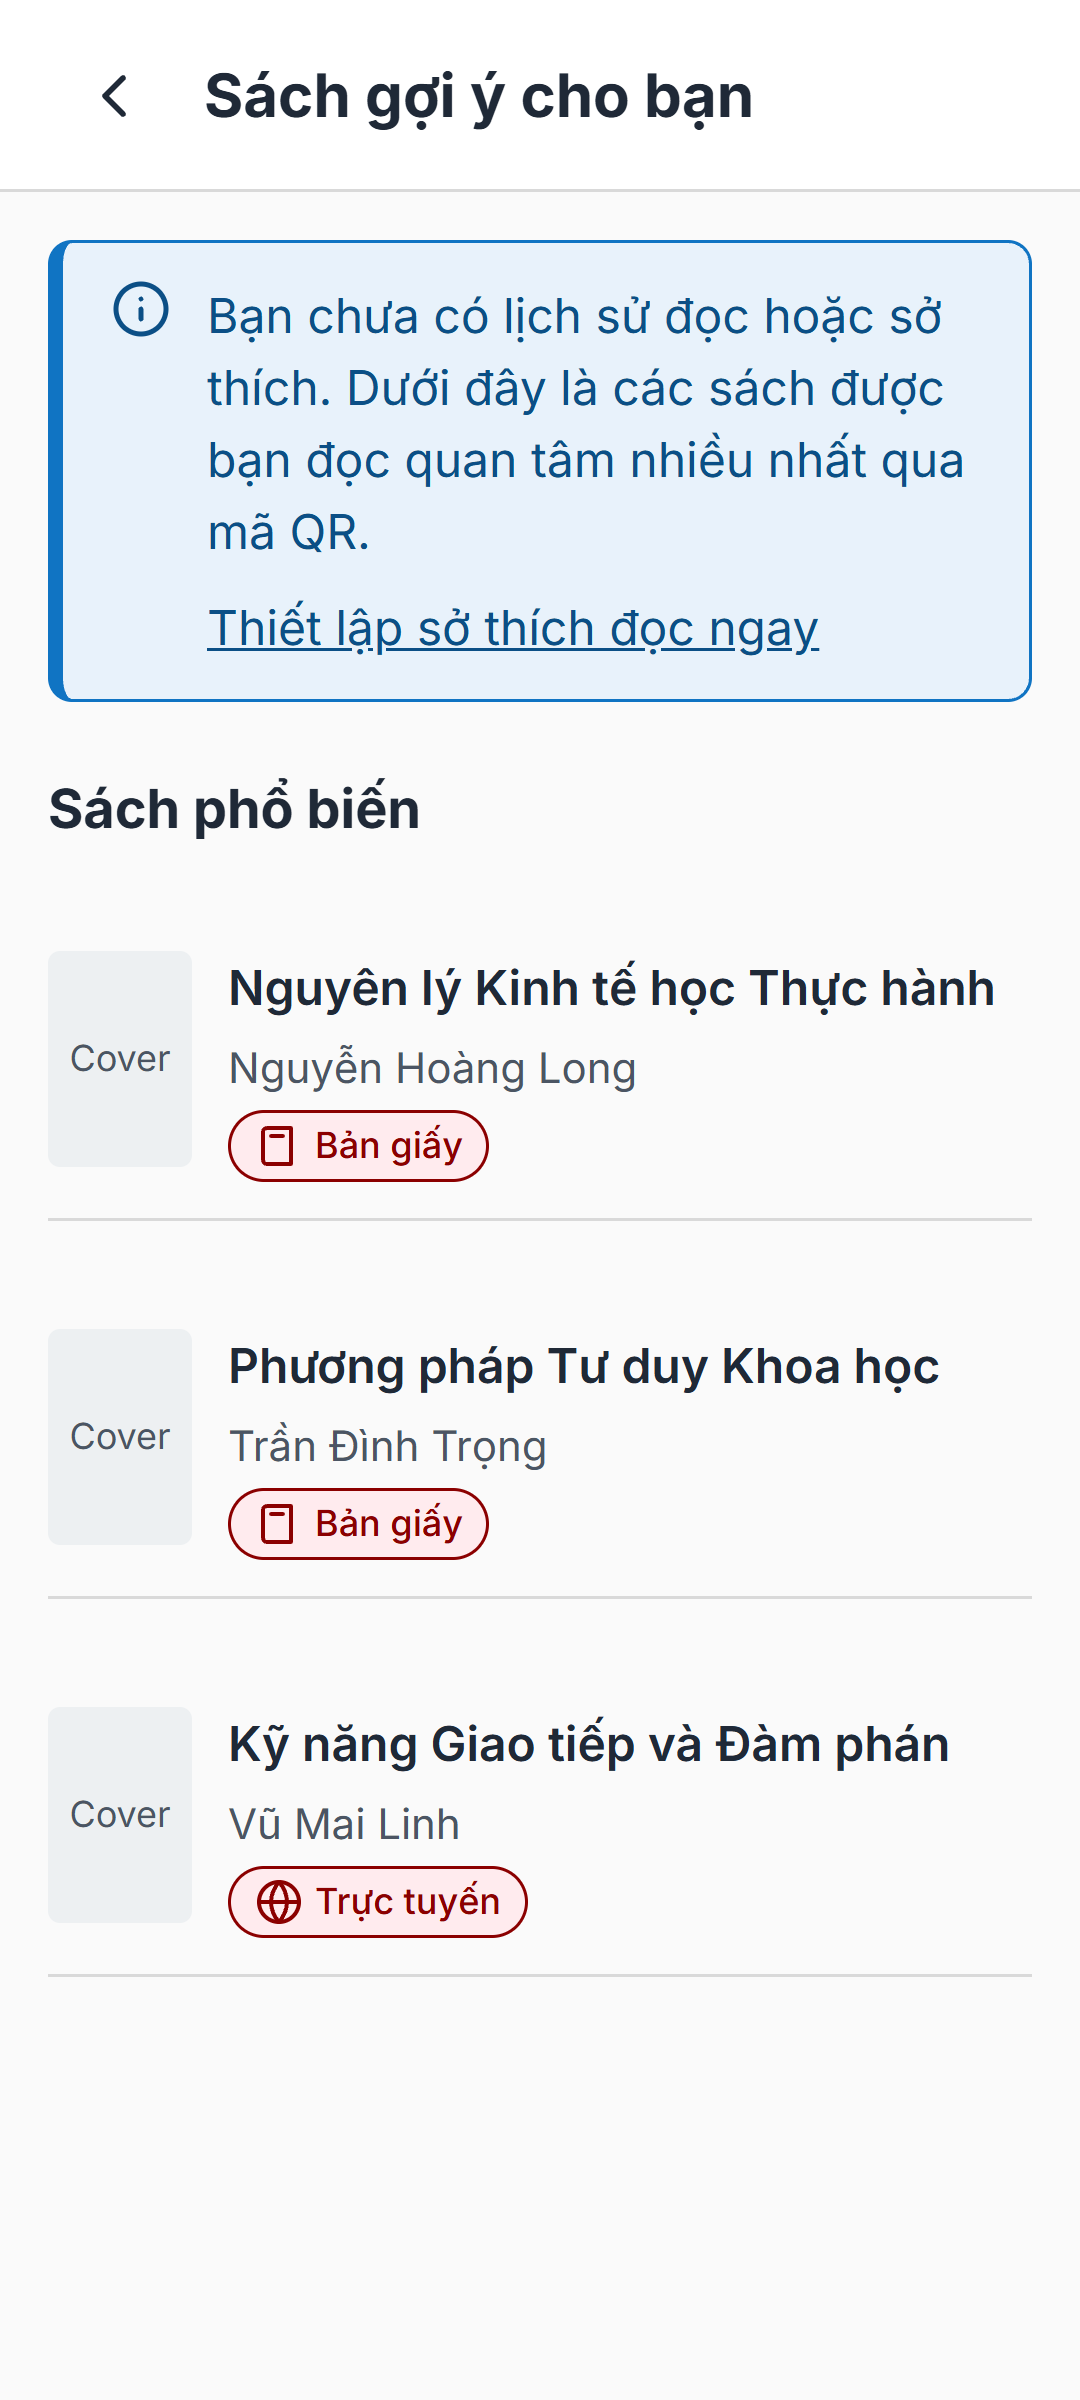 Sách gợi ý cho bạn
Bạn chưa có lịch sử đọc hoặc sở
thích. Dưới đây là các sách được
bạn đọc quan tâm nhiều nhất qua
mã QR.
Thiết lập sở thích đọc ngay
Sách phổ biến
Cover
Nguyên lý Kinh tế học Thực hành
Nguyễn Hoàng Long
Bản giấy
Cover
Phương pháp Tư duy Khoa học
Trần Đình Trọng
Bản giấy
Cover
Kỹ năng Giao tiếp và Đàm phán
Vũ Mai Linh
Trực tuyến